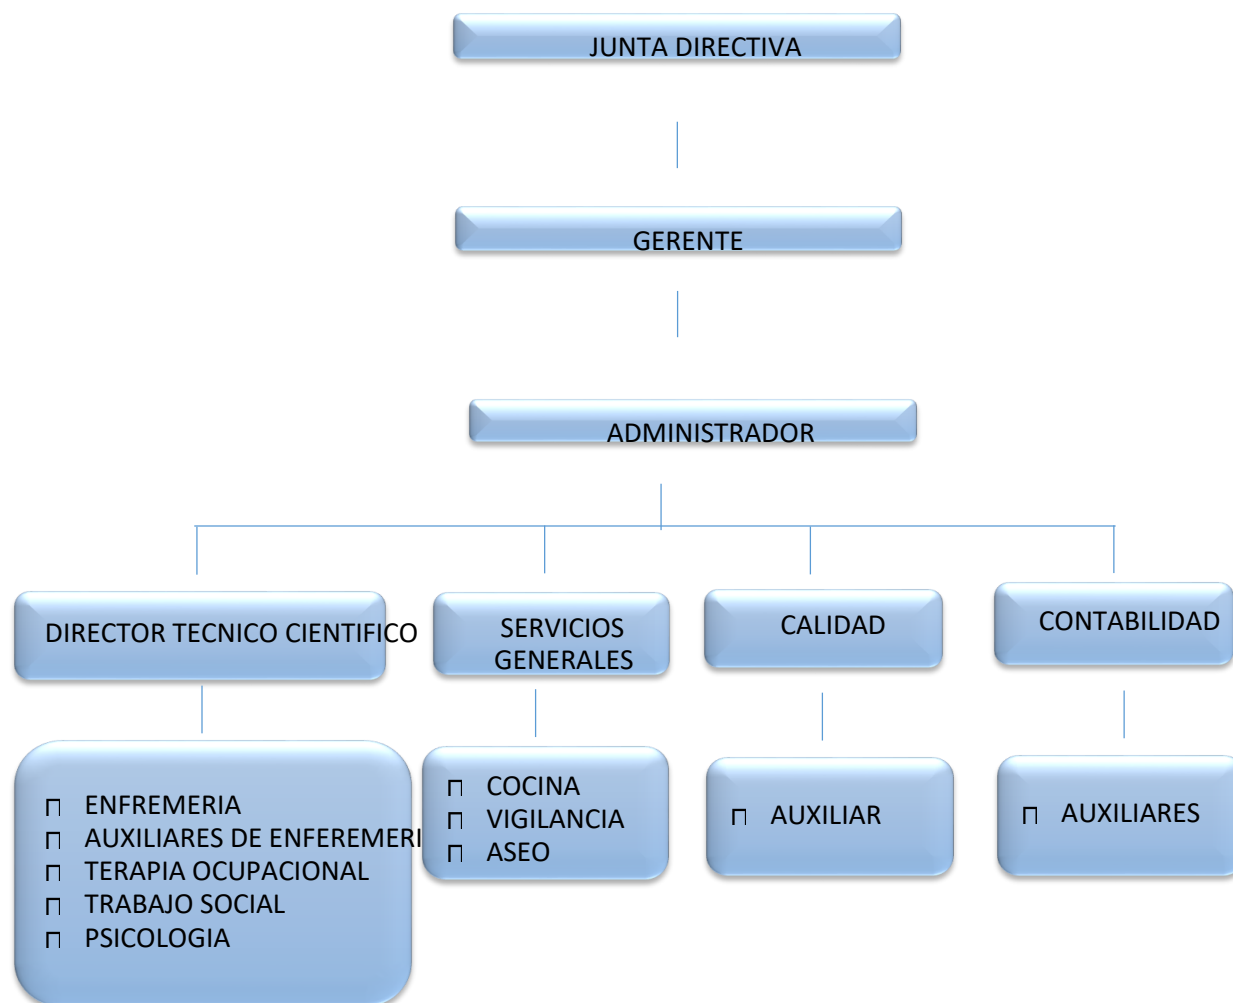 JUNTA DIRECTIVA
GERENTE
ADMINISTRADOR
DIRECTOR TECNICO CIENTIFICO
SERVICIOS
GENERALES
CALIDAD
CONTABILIDAD
ENFREMERIA
AUXILIARES DE ENFEREMERI
TERAPIA OCUPACIONAL
TRABAJO SOCIAL
PSICOLOGIA
COCINA
VIGILANCIA
ASEO
AUXILIAR
AUXILIARES